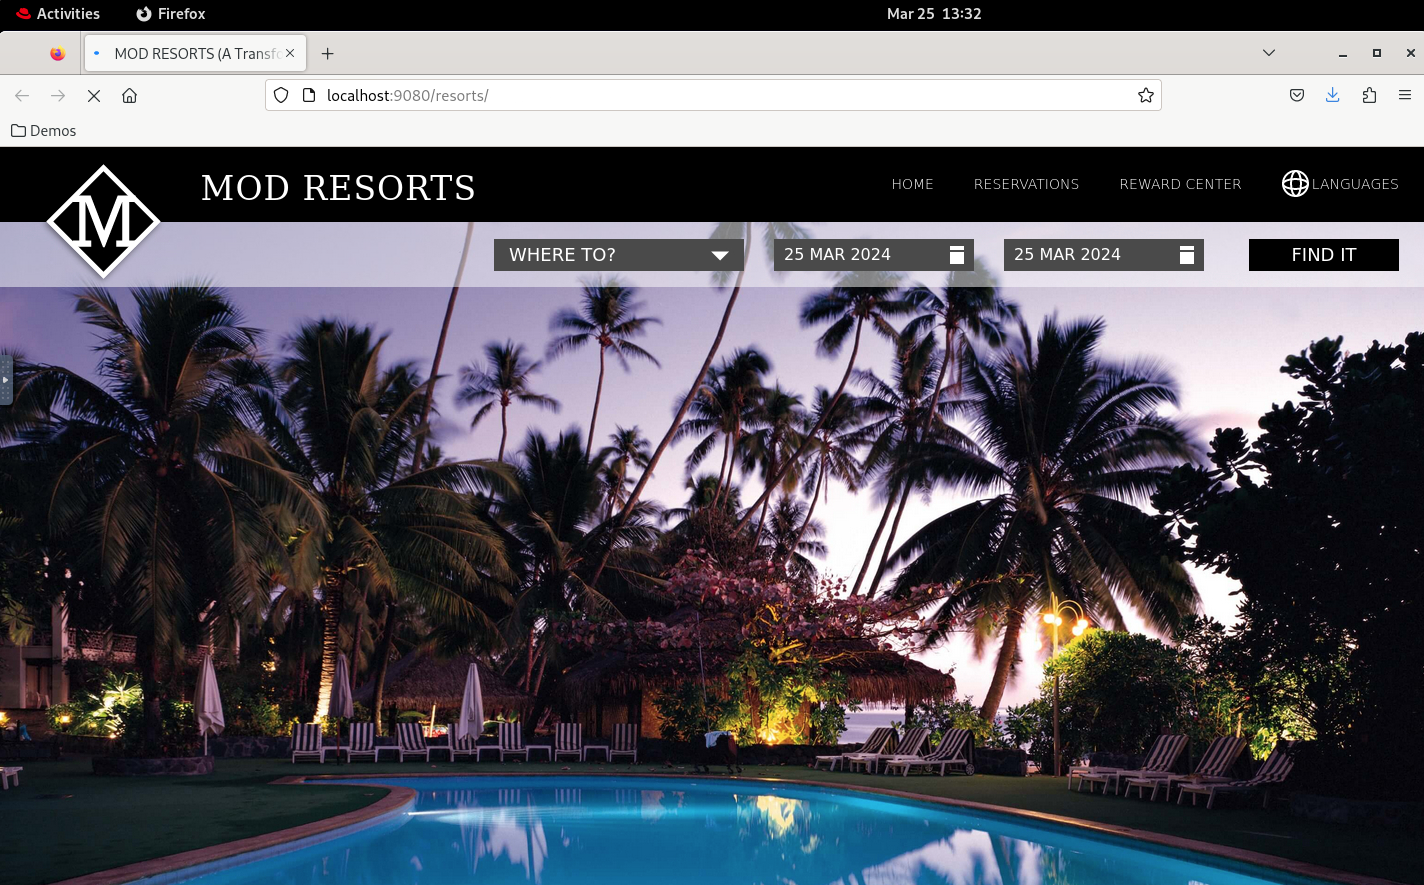 Activities Firefox Mar 25 13:32
MOD RESORTS (A Transf
localhost:9080/resorts/
Demos
M
MOD RESORTS HOME RESERVATIONS REWARD CENTER LANGUAGES
WHERE TO? 25 MAR 2024 25 MAR 2024 FIND IT